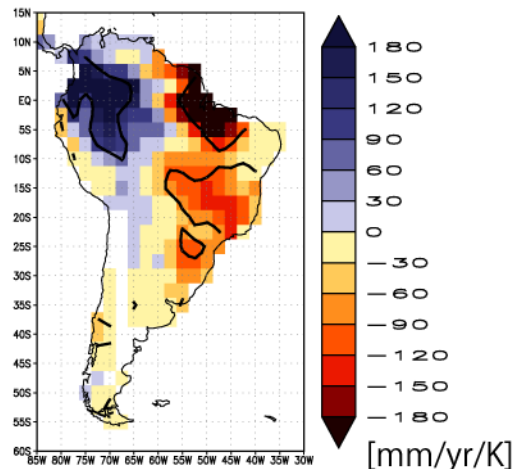 15N
10N
5N
EQ
5S
10S
15S
20S
25S
30S
35S
40S
45S
50S
55S
60S
85W 80W 75W 70W 65W 60W 55W 50W 45W 40W 35W 30W
180
150
120
90
60
30
0
−30
−60
−90
−120
−150
−180
[mm/yr/K]